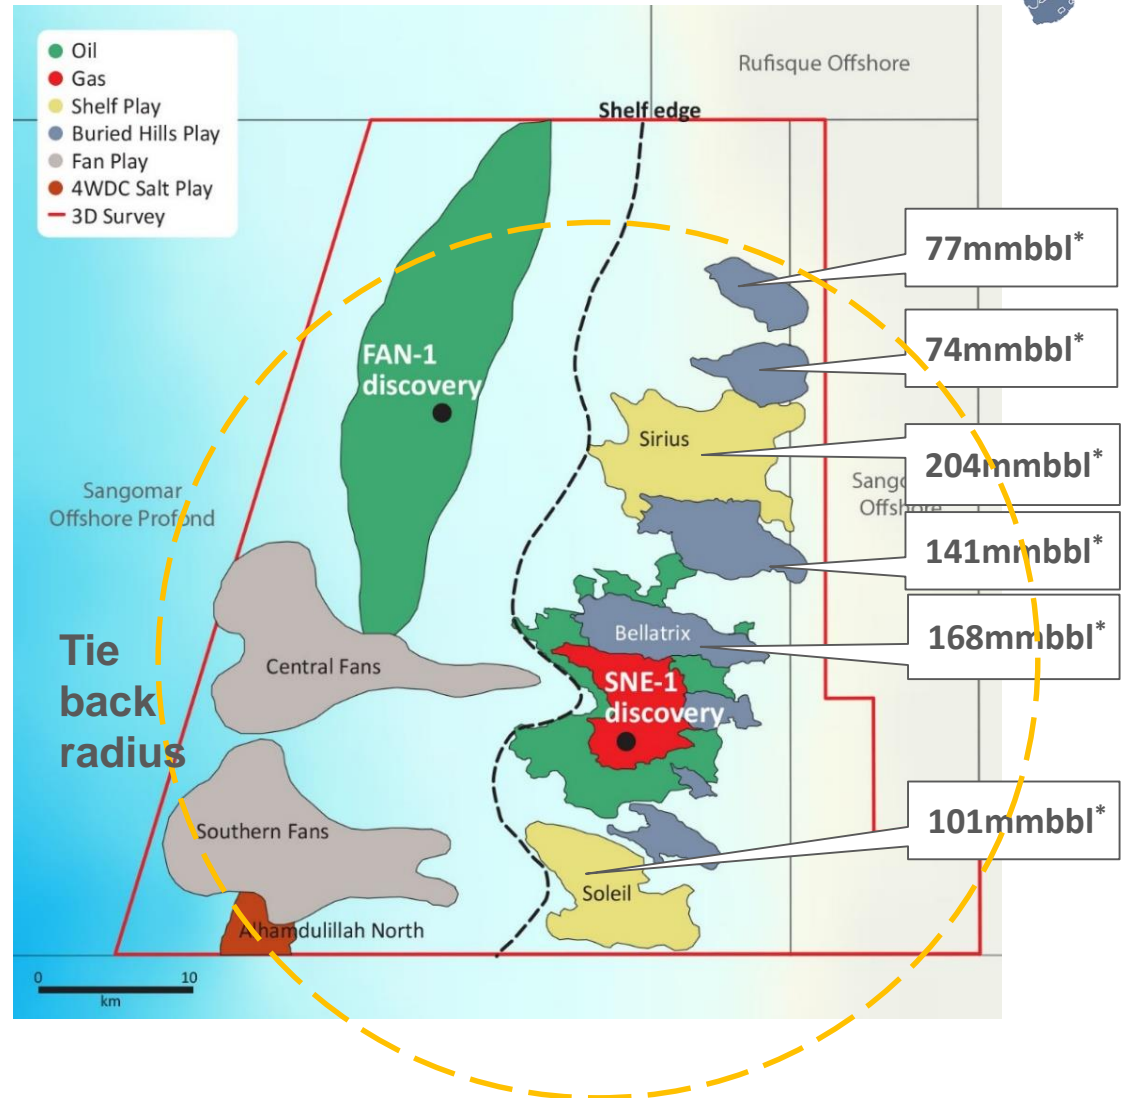 Oil
Gas
Shelf Play
Buried Hills Play
Fan Play
4WDC Salt Play
3D Survey
Rufisque Offshore
Shelf edge
77mmbbl*
74mmbbl*
FAN-1
discovery
Sirius
204mmbbl*
Sangomar
Offshore Profond
Sango
Offshore
141mmbbl*
Bellatrix
168mmbbl*
Tie
back
radius
Central Fans
SNE-1
discovery
101mmbbl*
Southern Fans
Soleil
Alhamdulillah North
0 10
km